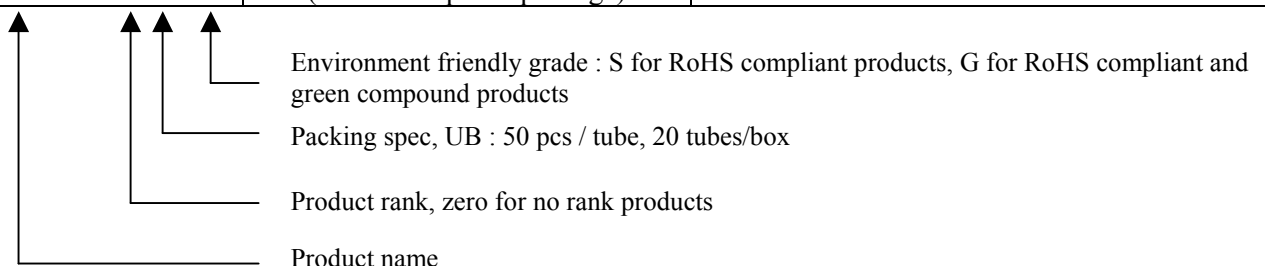 Environment friendly grade : S for RoHS compliant products, G for RoHS compliant and
green compound products
Packing spec, UB : 50 pcs / tube, 20 tubes/box
Product rank, zero for no rank products
Product name